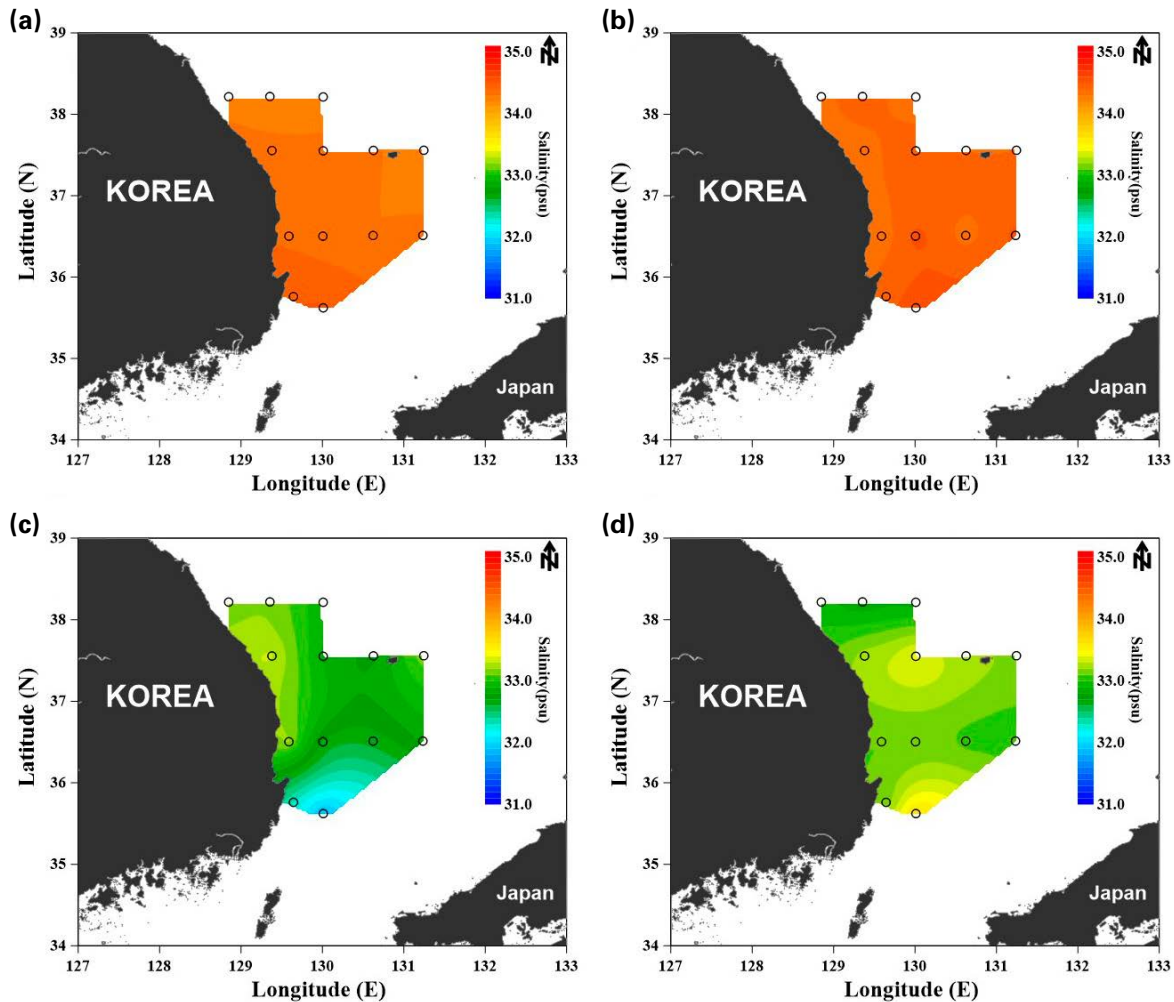 (a)
39
38
37
36
35
34
Latitude (N)
127
128
129
130
131
132
133
Longitude (E)
KOREA
Japan
N
35.0
34.0
33.0
32.0
31.0
Salinity(psu)
(b)
39
38
37
36
35
34
Latitude (N)
127
128
129
130
131
132
133
Longitude (E)
KOREA
Japan
N
35.0
34.0
33.0
32.0
31.0
Salinity(psu)
(c)
39
38
37
36
35
34
Latitude (N)
127
128
129
130
131
132
133
Longitude (E)
KOREA
Japan
N
35.0
34.0
33.0
32.0
31.0
Salinity(psu)
(d)
39
38
37
36
35
34
Latitude (N)
127
128
129
130
131
132
133
Longitude (E)
KOREA
Japan
N
35.0
34.0
33.0
32.0
31.0
Salinity(psu)